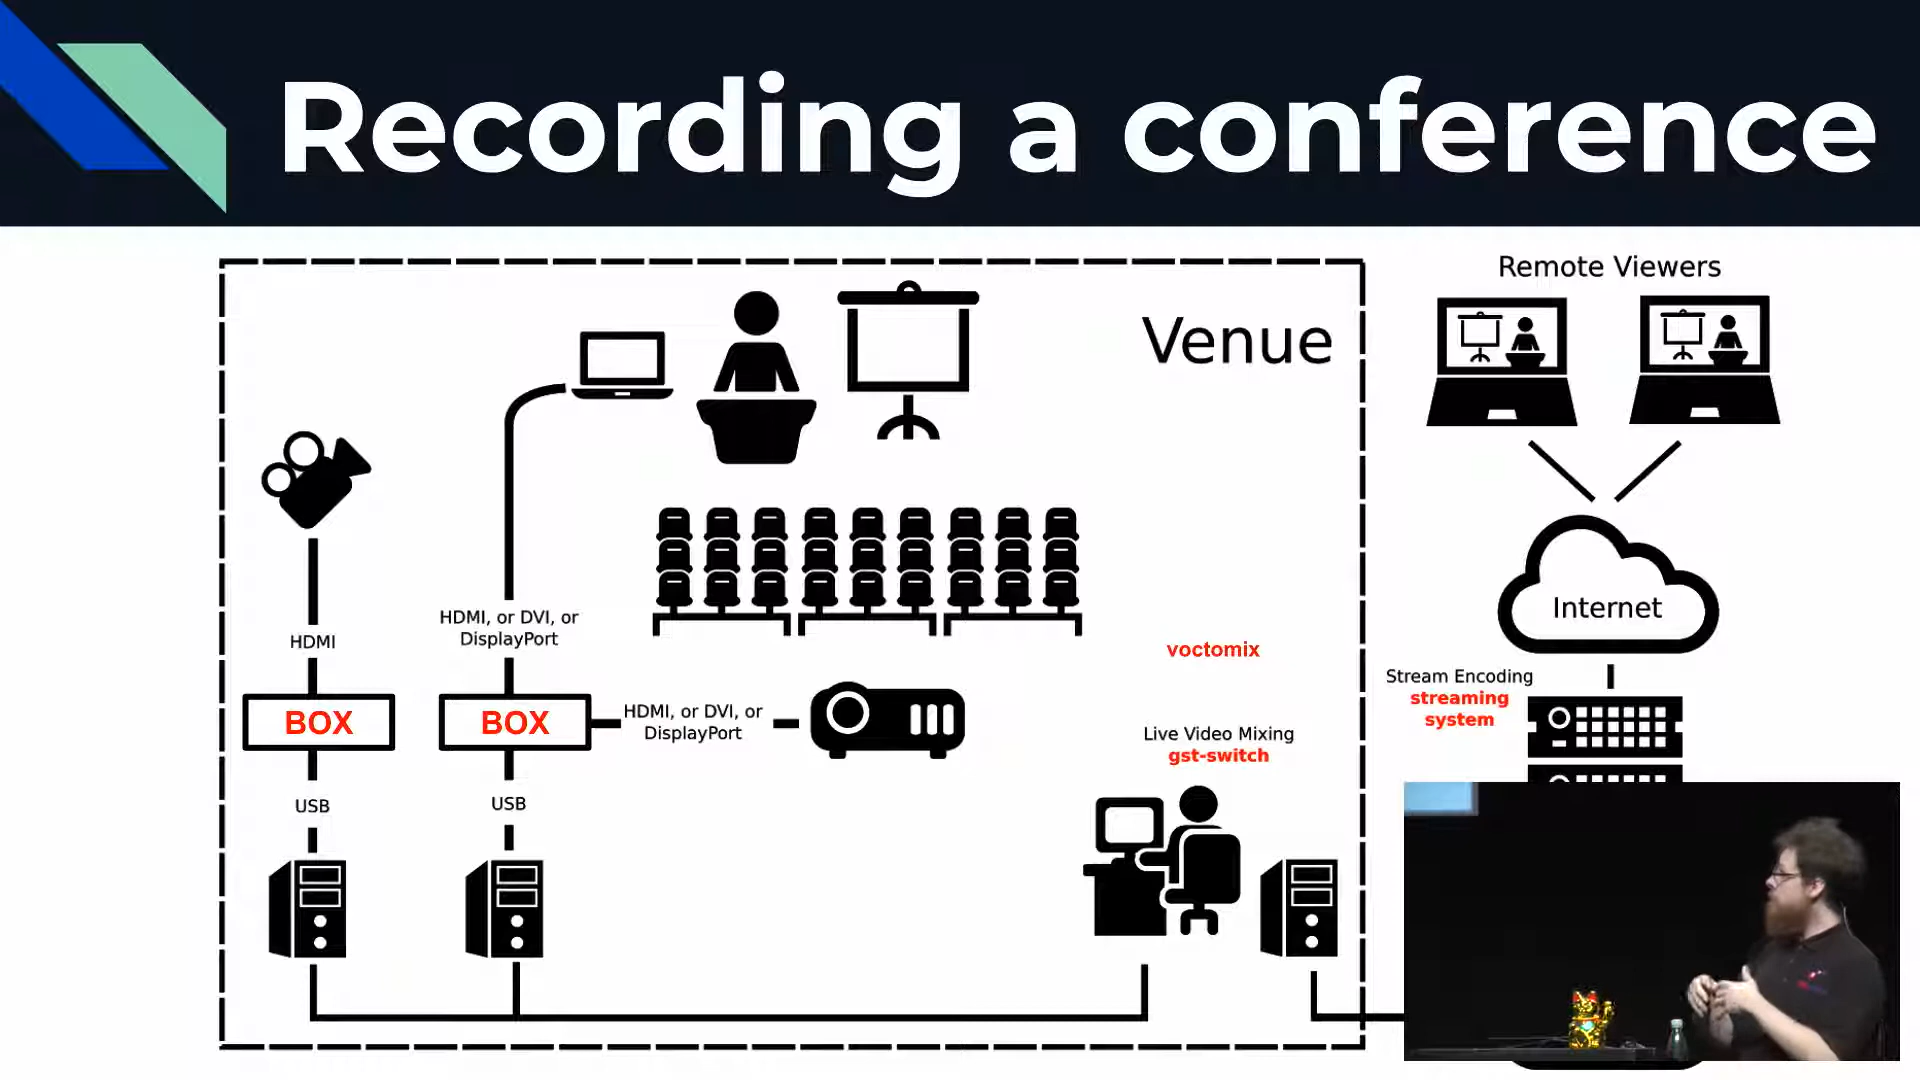 Recording a conference
Venue
Remote Viewers
Internet
HDMI, or DVI, or
DisplayPort
HDMI
voctomix
Stream Encoding
streaming
system
BOX
BOX
HDMI, or DVI, or
DisplayPort
Live Video Mixing
gst-switch
USB
USB